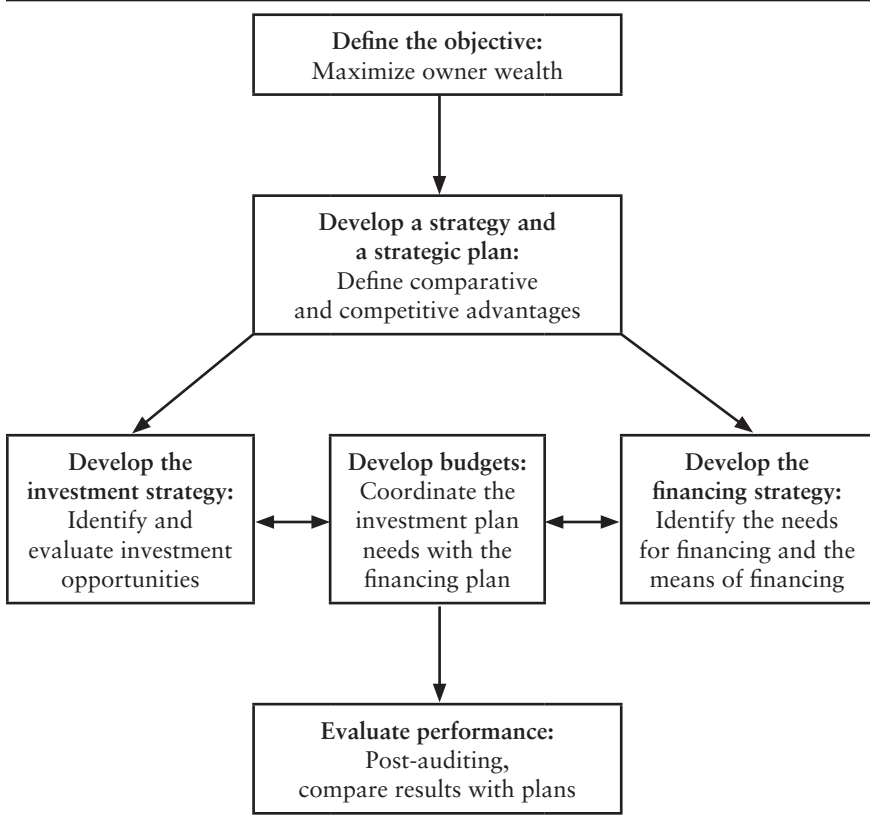 Define the objective:
Maximize owner wealth
Develop a strategy and
a strategic plan:
Define comparative
and competitive advantages
Develop the
investment strategy:
Identify and
evaluate investment
opportunities
Develop budgets:
Coordinate the
investment plan
needs with the
financing plan
Develop the
financing strategy:
Identify the needs
for financing and the
means of financing
Evaluate performance:
Post-auditing,
compare results with plans